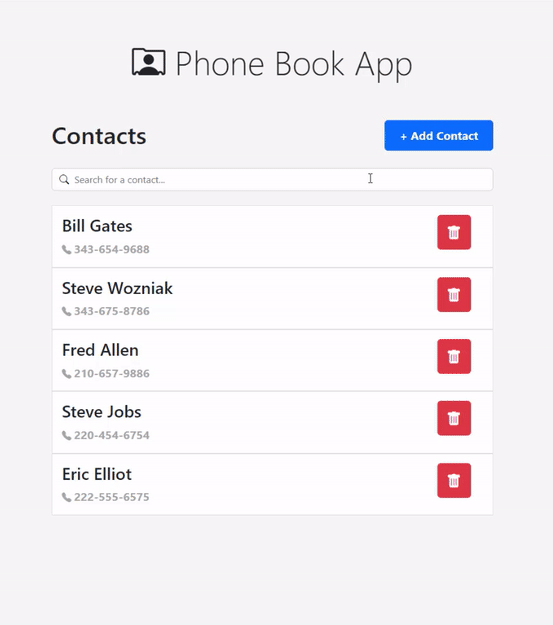 Phone Book App
Contacts
+ Add Contact
Search for a contact...
Bill Gates
343-654-9688
Steve Wozniak
343-675-8786
Fred Allen
210-657-9886
Steve Jobs
220-454-6754
Eric Elliot
222-555-6575